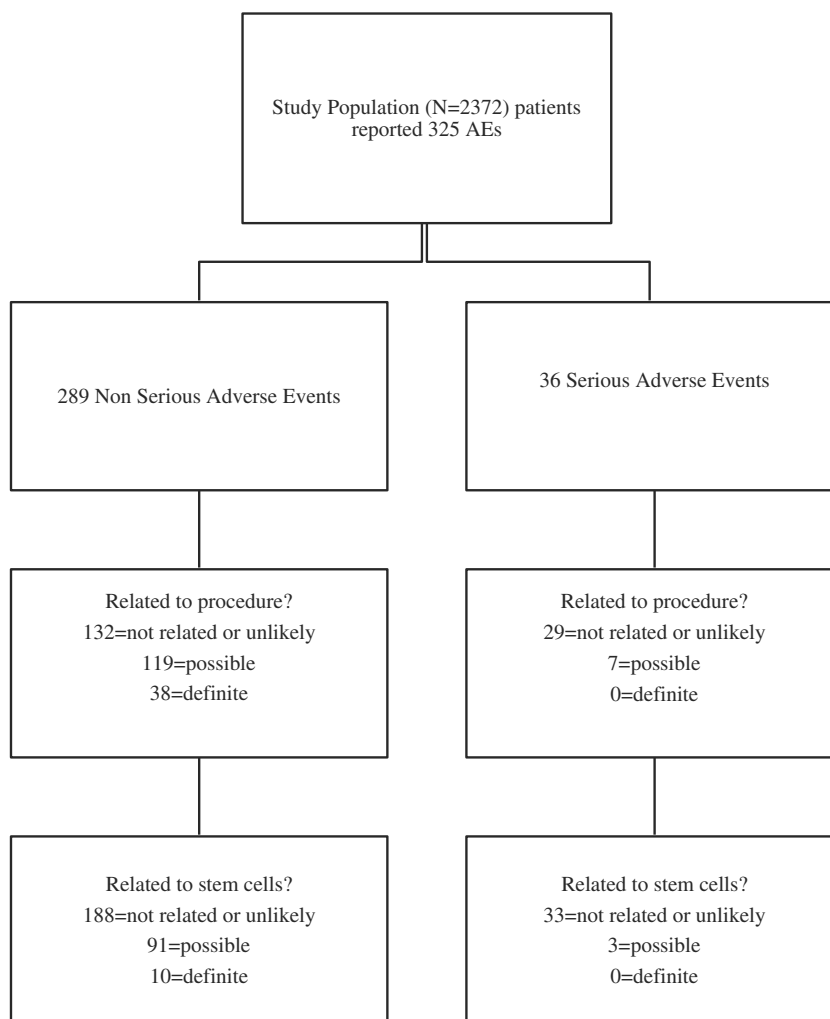 Study Population (N=2372) patients
reported 325 AEs
289 Non Serious Adverse Events
36 Serious Adverse Events
Related to procedure?
132=not related or unlikely
119=possible
38=definite
Related to procedure?
29=not related or unlikely
7=possible
0=definite
Related to stem cells?
188=not related or unlikely
91=possible
10=definite
Related to stem cells?
33=not related or unlikely
3=possible
0=definite